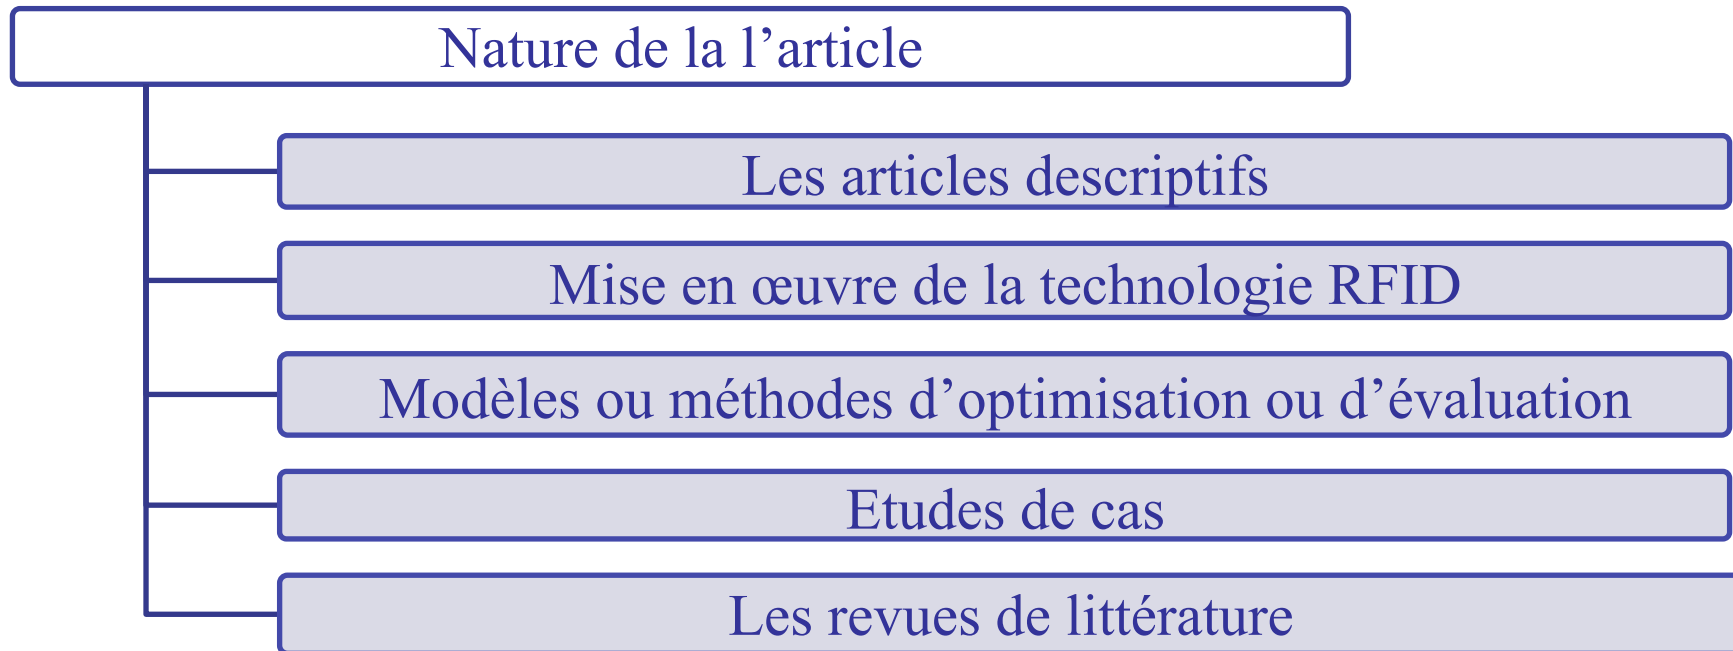 Nature de la l’article
Les articles descriptifs
Mise en œuvre de la technologie RFID
Modèles ou méthodes d’optimisation ou d’évaluation
Etudes de cas
Les revues de littérature